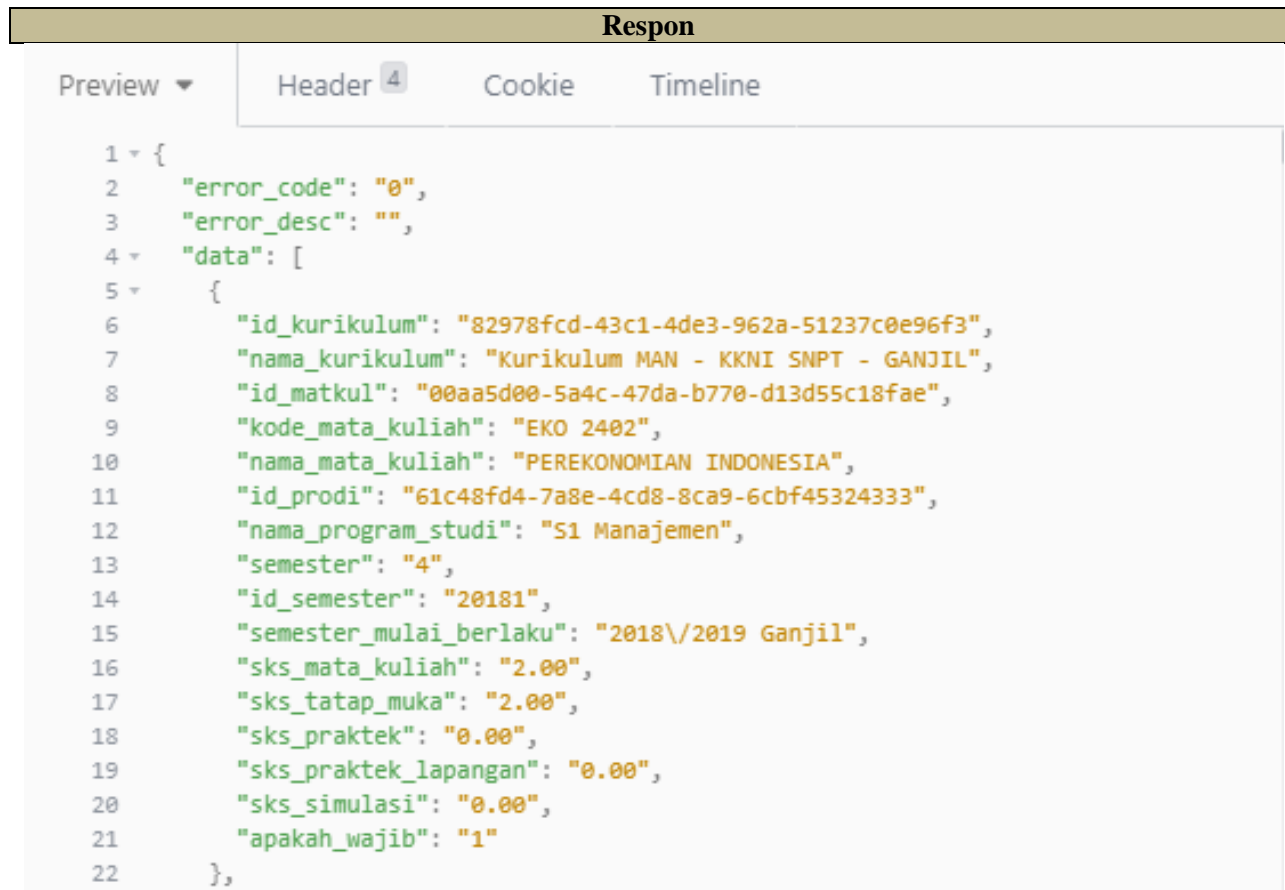 Respon
Preview Header 4 Cookie Timeline
1 {
2 "error_code": "0",
3 "error_desc": "",
4 "data": [
5 {
6 "id_kurikulum": "82978fcd-43c1-4de3-962a-51237c0e96f3",
7 "nama_kurikulum": "Kurikulum MAN - KKNI SNPT - GANJIL",
8 "id_matkul": "00aa5d00-5a4c-47da-b770-d13d55c18fae",
9 "kode_mata_kuliah": "EKO 2402",
10 "nama_mata_kuliah": "PEREKONOMIAN INDONESIA",
11 "id_prodi": "61c48fd4-7a8e-4cd8-8ca9-6cbf45324333",
12 "nama_program_studi": "S1 Manajemen",
13 "semester": "4",
14 "id_semester": "20181",
15 "semester_mulai_berlaku": "2018\/2019 Ganjil",
16 "sks_mata_kuliah": "2.00",
17 "sks_tatap_muka": "2.00",
18 "sks_praktek": "0.00",
19 "sks_praktek_lapangan": "0.00",
20 "sks_simulasi": "0.00",
21 "apakah_wajib": "1"
22 },